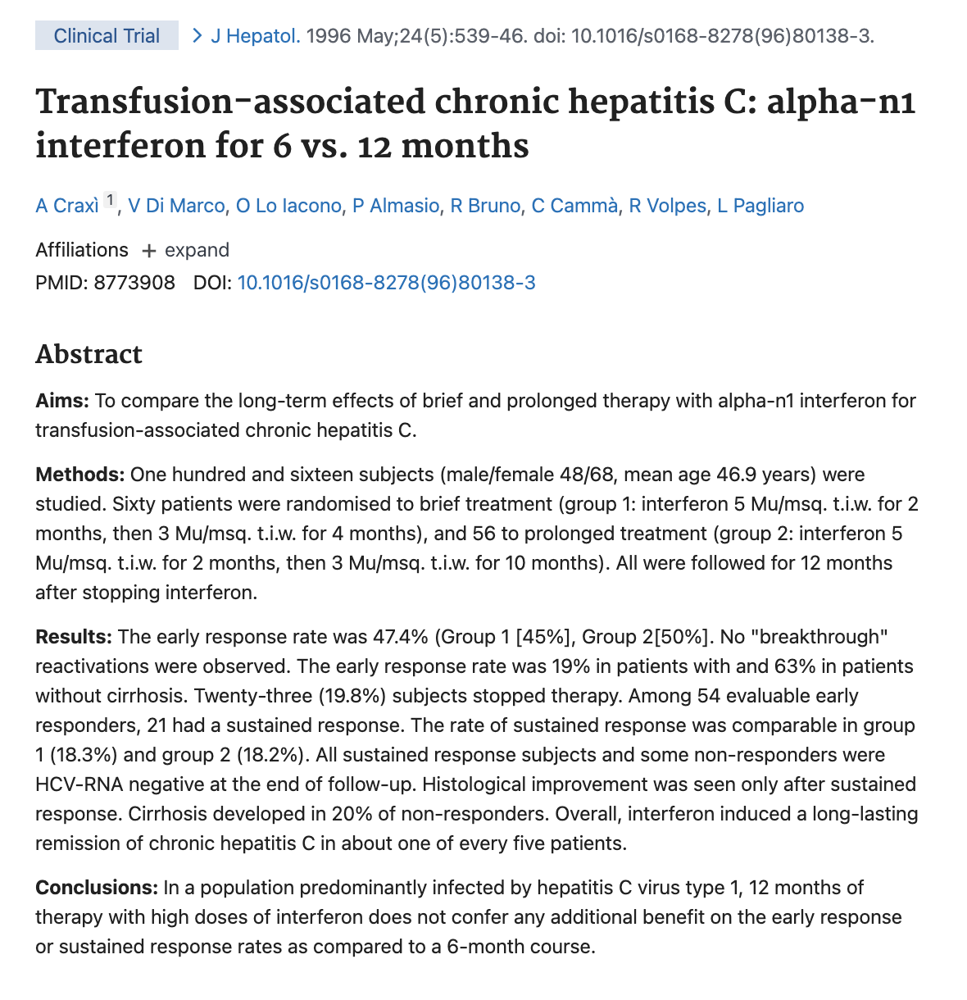 Clinical Trial > J Hepatol. 1996 May;24(5):539-46. doi: 10.1016/s0168-8278(96)80138-3.
Transfusion-associated chronic hepatitis C: alpha-n1
interferon for 6 vs. 12 months
A Craxì 1, V Di Marco, O Lo Iacono, P Almasio, R Bruno, C Cammà, R Volpes, L Pagliaro
Affiliations + expand
PMID: 8773908 DOI: 10.1016/s0168-8278(96)80138-3
Abstract
Aims: To compare the long-term effects of brief and prolonged therapy with alpha-n1 interferon for
transfusion-associated chronic hepatitis C.
Methods: One hundred and sixteen subjects (male/female 48/68, mean age 46.9 years) were
studied. Sixty patients were randomised to brief treatment (group 1: interferon 5 Mu/msq. t.i.w. for 2
months, then 3 Mu/msq. t.i.w. for 4 months), and 56 to prolonged treatment (group 2: interferon 5
Mu/msq. t.i.w. for 2 months, then 3 Mu/msq. t.i.w. for 10 months). All were followed for 12 months
after stopping interferon.
Results: The early response rate was 47.4% (Group 1 [45%], Group 2[50%]. No "breakthrough"
reactivations were observed. The early response rate was 19% in patients with and 63% in patients
without cirrhosis. Twenty-three (19.8%) subjects stopped therapy. Among 54 evaluable early
responders, 21 had a sustained response. The rate of sustained response was comparable in group
1 (18.3%) and group 2 (18.2%). All sustained response subjects and some non-responders were
HCV-RNA negative at the end of follow-up. Histological improvement was seen only after sustained
response. Cirrhosis developed in 20% of non-responders. Overall, interferon induced a long-lasting
remission of chronic hepatitis C in about one of every five patients.
Conclusions: In a population predominantly infected by hepatitis C virus type 1, 12 months of
therapy with high doses of interferon does not confer any additional benefit on the early response
or sustained response rates as compared to a 6-month course.